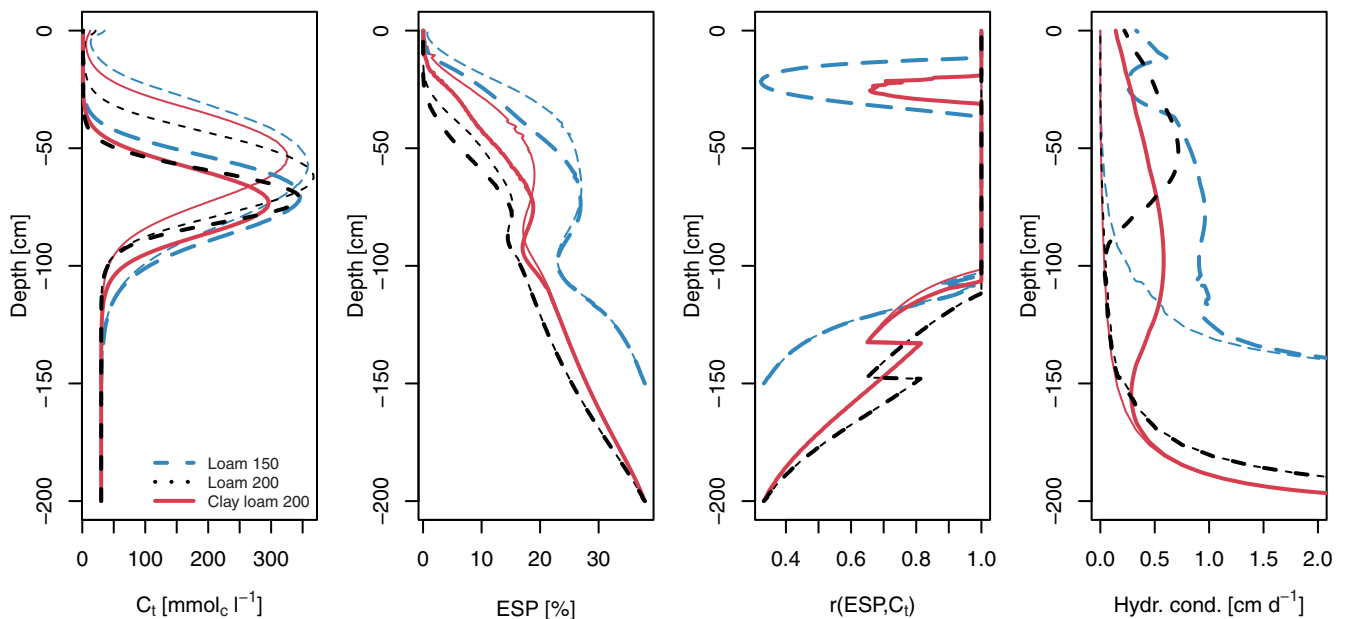 0
−50
−100
−150
−200
Depth [cm]
Loam 150
Loam 200
Clay loam 200
0 100 200 300
Cₜ [mmol_c l⁻¹]
0
−50
−100
−150
−200
Depth [cm]
0 10 20 30
ESP [%]
0
−50
−100
−150
−200
Depth [cm]
0.4 0.6 0.8 1.0
r(ESP,Cₜ)
0
−50
−100
−150
−200
Depth [cm]
0.0 0.5 1.0 1.5 2.0
Hydr. cond. [cm d⁻¹]